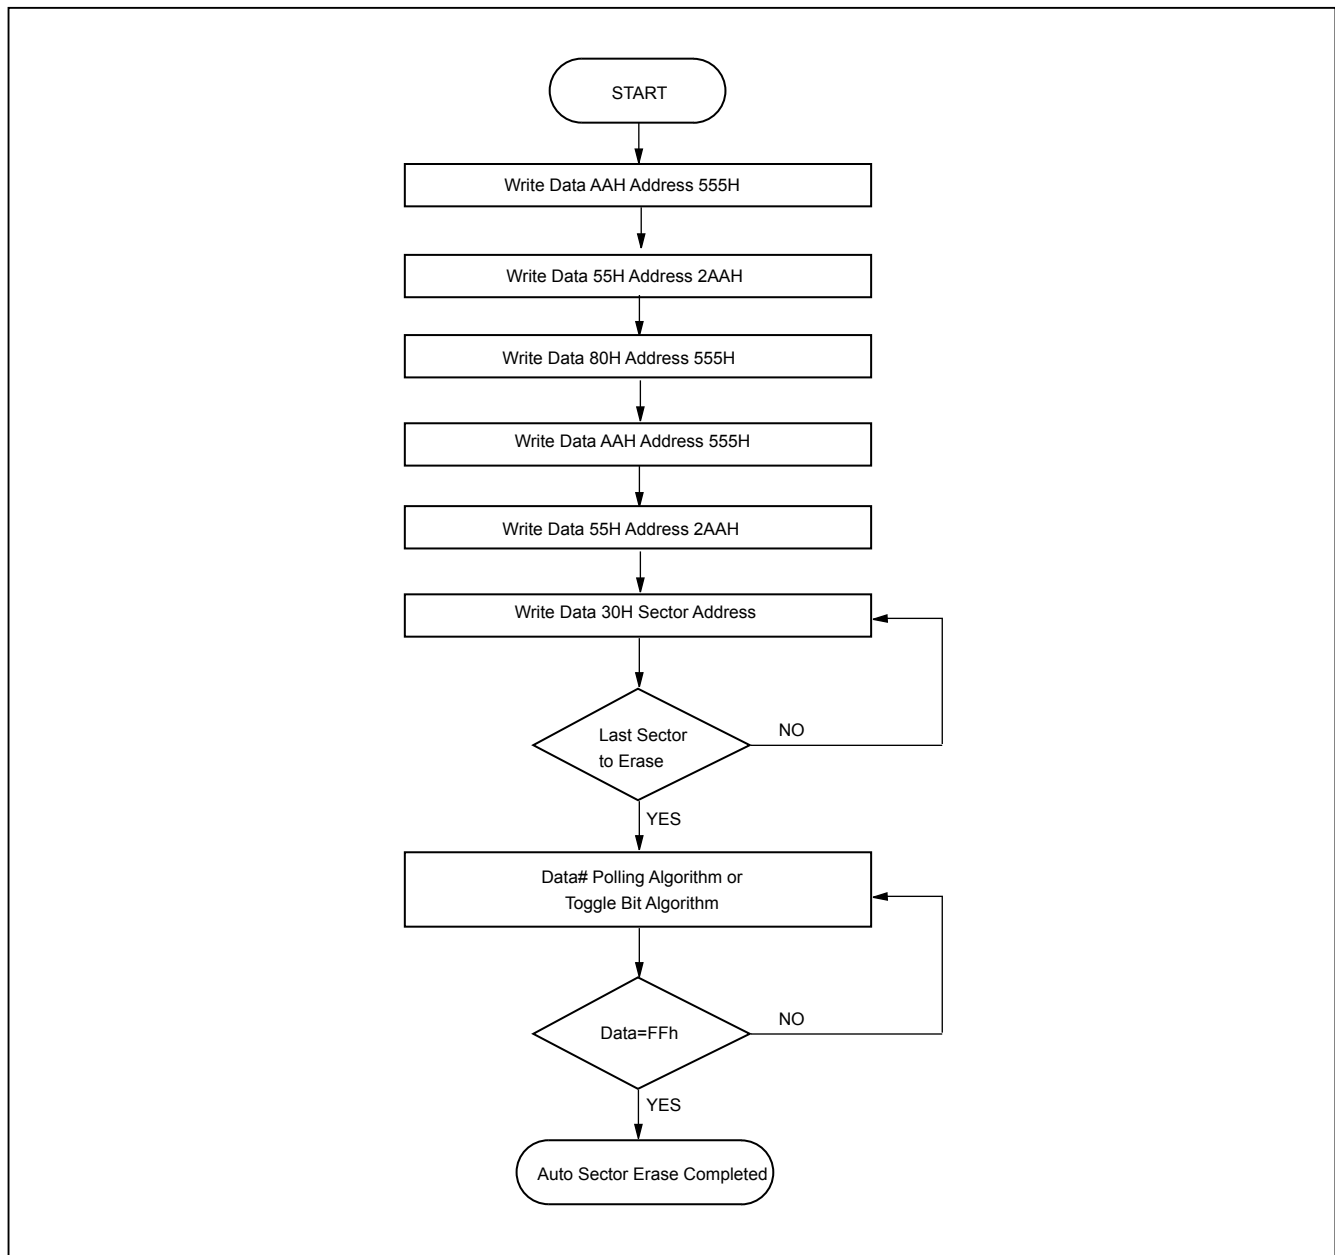 START
Write Data AAH Address 555H
Write Data 55H Address 2AAH
Write Data 80H Address 555H
Write Data AAH Address 555H
Write Data 55H Address 2AAH
Write Data 30H Sector Address
Last Sector
to Erase
NO
YES
Data# Polling Algorithm or
Toggle Bit Algorithm
Data=FFh
NO
YES
Auto Sector Erase Completed